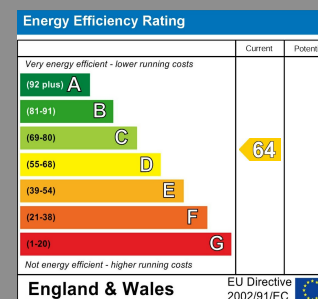 Energy Efficiency Rating
Current
Very energy efficient - lower running costs
(92 plus) A
(81-91) B
(69-80) C
(55-68) D
64
(39-54) E
(21-38) F
(1-20) G
Not energy efficient - higher running costs
England & Wales
EU Directive
2002/91/EC